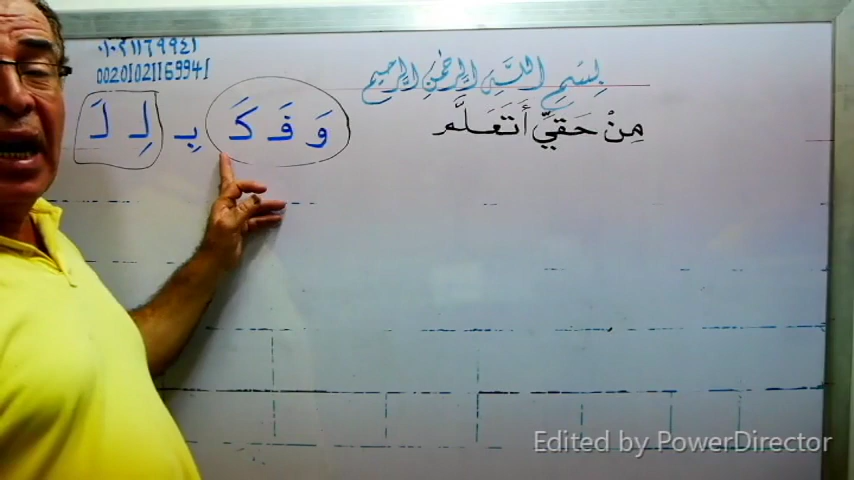 ٠١٠٢١١٦٩٩٤١
00201021169941
بِسْمِ اللَّهِ الرَّحْمٰنِ الرَّحِيمِ
مِنْ حَقِّي أَتَعَلَّم
وَ فَ كَ بِـ لِـ لَـ
Edited by PowerDirector